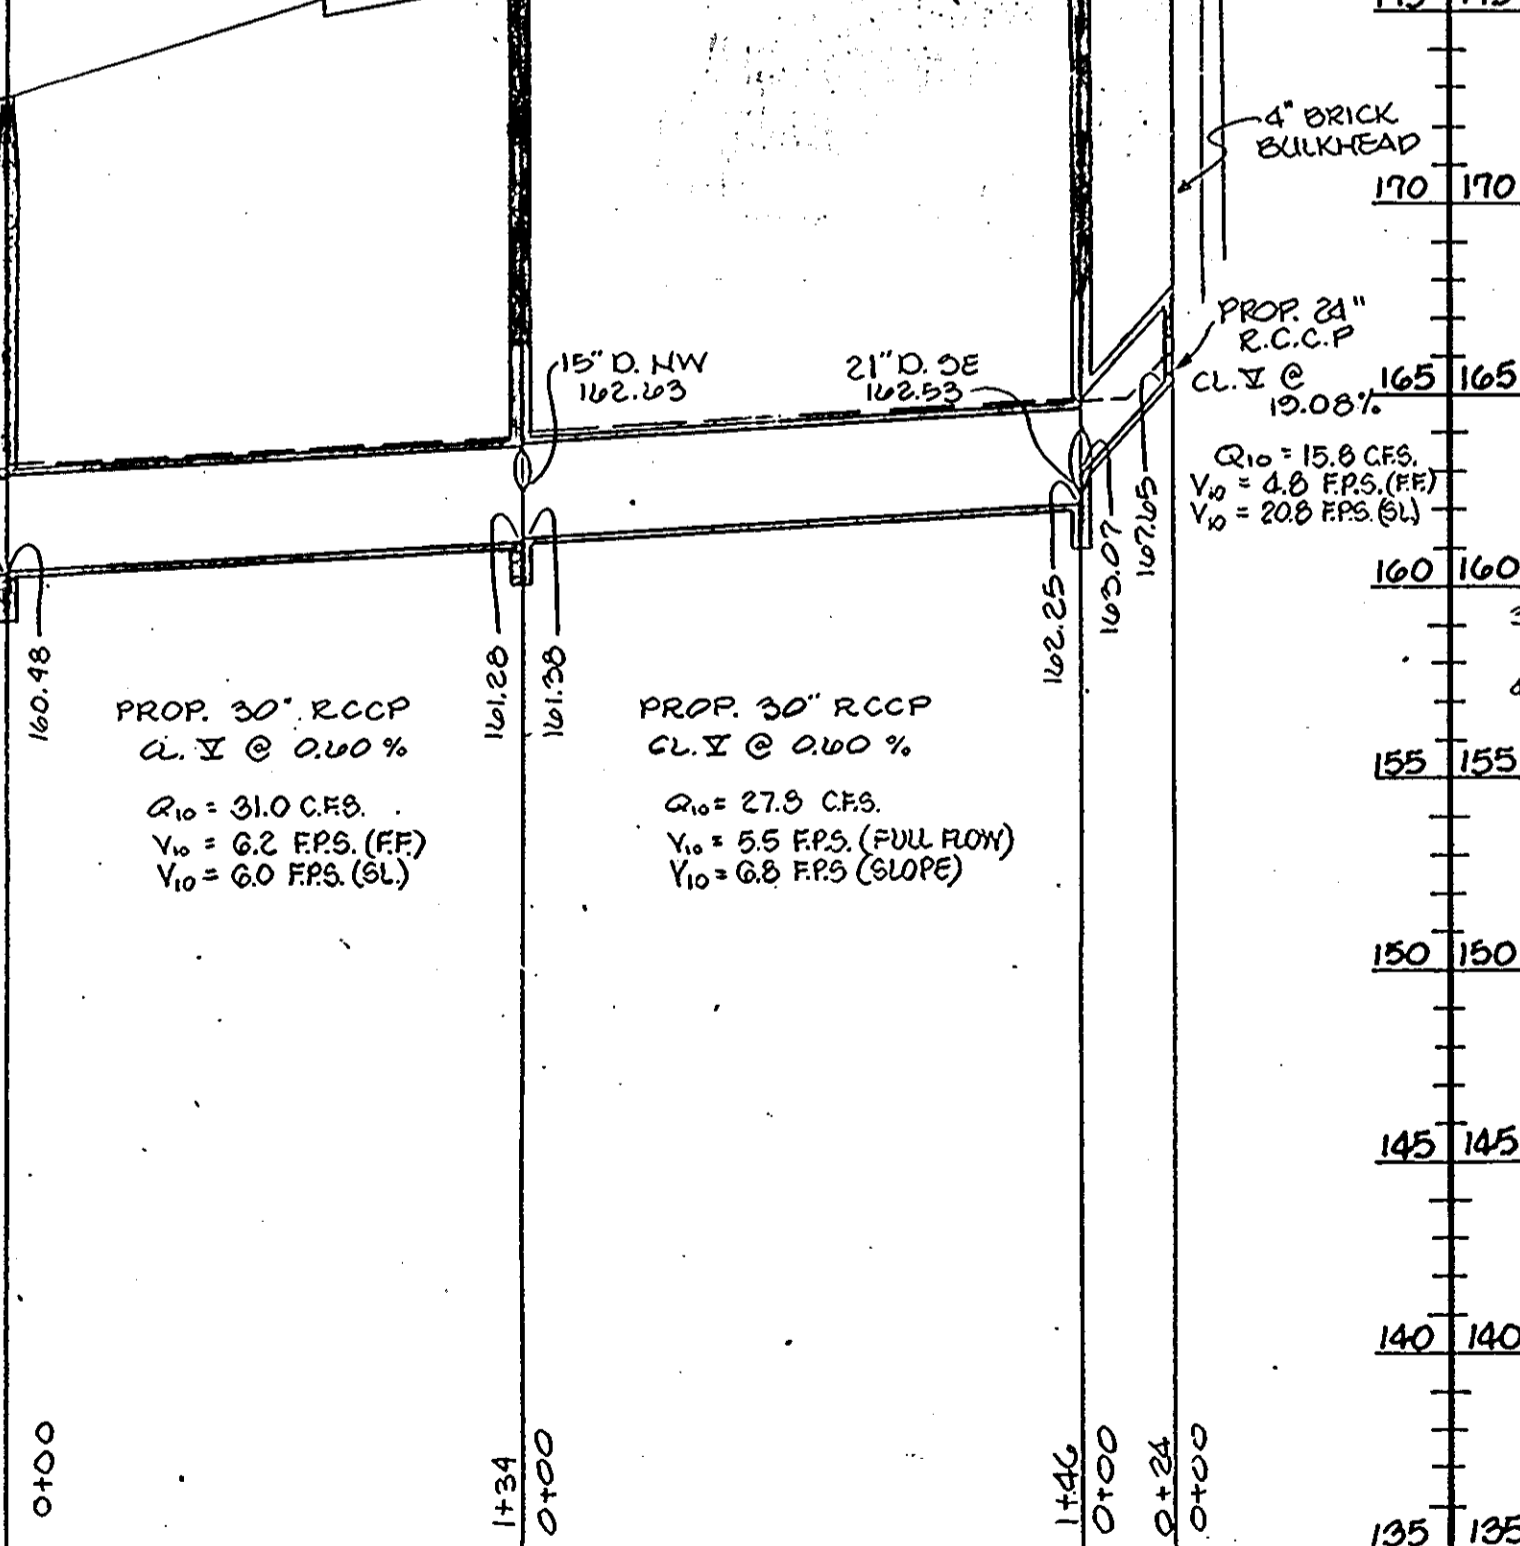 4" BRICK
BULKHEAD
170 170
PROP. 24"
R.C.C.P
CL. V @
19.08%
165 165
15" D. NW
162.63
21" D. SE
162.53
Q10 = 15.8 C.F.S.
V10 = 4.8 F.P.S. (F.F.)
V10 = 20.8 F.P.S. (SL)
160 160
160.48
161.28
161.38
162.25
163.07
167.65
PROP. 30" RCCP
CL. V @ 0.60 %
Q10 = 31.0 C.F.S.
V10 = 6.2 F.P.S. (F.F.)
V10 = 6.0 F.P.S. (SL.)
PROP. 30" RCCP
CL. V @ 0.60 %
Q10 = 27.8 C.F.S.
V10 = 5.5 F.P.S. (FULL FLOW)
V10 = 6.8 F.P.S (SLOPE)
155 155
150 150
145 145
140 140
135 135
0+00
1+34
0+00
1+46
0+00
0+24
0+00